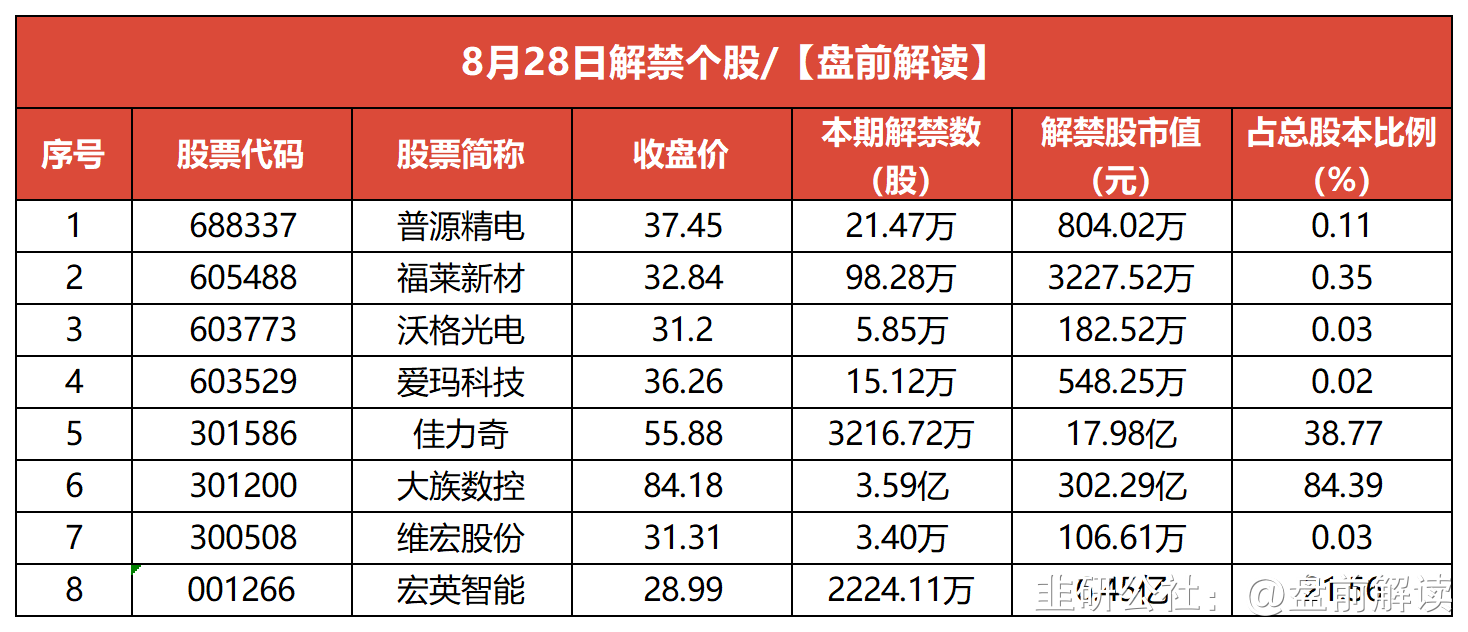 8月28日解禁个股/【盘前解读】
序号 股票代码 股票简称 收盘价 本期解禁数（股） 解禁股市值（元） 占总股本比例（%）
1 688337 普源精电 37.45 21.47万 804.02万 0.11
2 605488 福莱新材 32.84 98.28万 3227.52万 0.35
3 603773 沃格光电 31.2 5.85万 182.52万 0.03
4 603529 爱玛科技 36.26 15.12万 548.25万 0.02
5 301586 佳力奇 55.88 3216.72万 17.98亿 38.77
6 301200 大族数控 84.18 3.59亿 302.29亿 84.39
7 300508 维宏股份 31.31 3.40万 106.61万 0.03
8 001266 宏英智能 28.99 2224.11万 6.45亿 21.56
韭研公社：@盘前解读